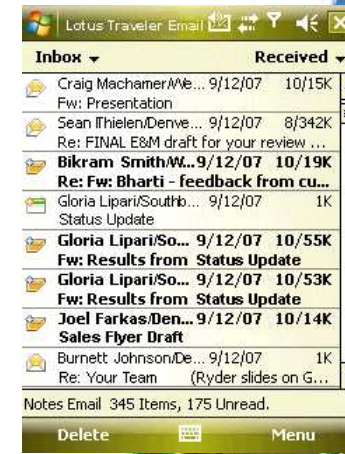 Lotus Traveler Email
Inbox Received
Craig Machamer/We... 9/12/07 10/15K
Fw: Presentation
Sean Thielen/Denve... 9/12/07 8/342K
Re: FINAL E&M draft for your review ...
Bikram Smith/W... 9/12/07 10/19K
Re: Fw: Bharti - feedback from cu...
Gloria Lipari/Southb... 9/12/07 1K
Status Update
Gloria Lipari/So... 9/12/07 10/55K
Fw: Results from Status Update
Gloria Lipari/So... 9/12/07 10/53K
Fw: Results from Status Update
Joel Farkas/Den... 9/12/07 10/14K
Sales Flyer Draft
Burnett Johnson/De... 9/12/07 1K
Re: Your Team (Ryder slides on G...
Notes Email 345 Items, 175 Unread.
Delete Menu